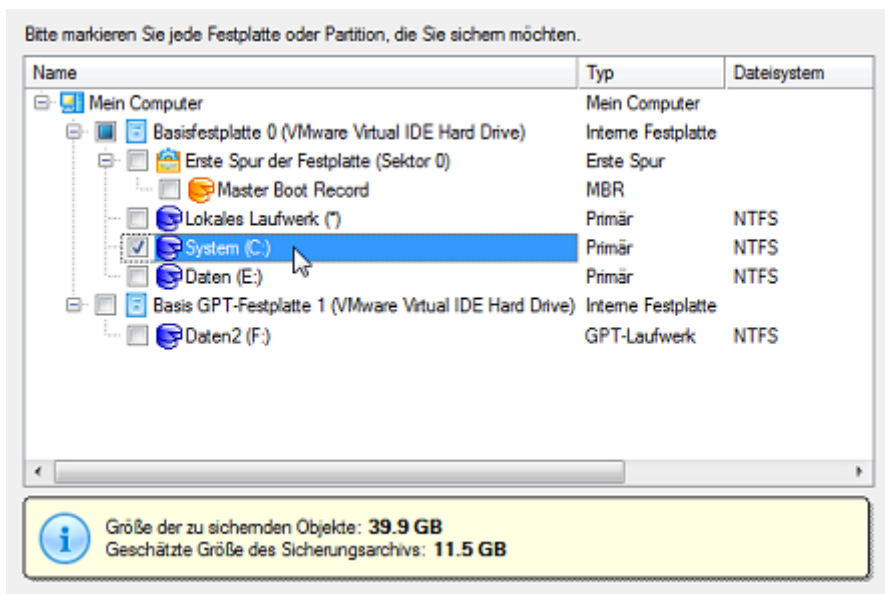 Bitte markieren Sie jede Festplatte oder Partition, die Sie sichern möchten.
Name Typ Dateisystem
Mein Computer Mein Computer
Basisfestplatte 0 (VMware Virtual IDE Hard Drive) Interne Festplatte
Erste Spur der Festplatte (Sektor 0) Erste Spur
Master Boot Record MBR
Lokales Laufwerk (*) Primär NTFS
System (C:) Primär NTFS
Daten (E:) Primär NTFS
Basis GPT-Festplatte 1 (VMware Virtual IDE Hard Drive) Interne Festplatte
Daten2 (F:) GPT-Laufwerk NTFS
Größe der zu sichernden Objekte: 39.9 GB
Geschätzte Größe des Sicherungsarchivs: 11.5 GB